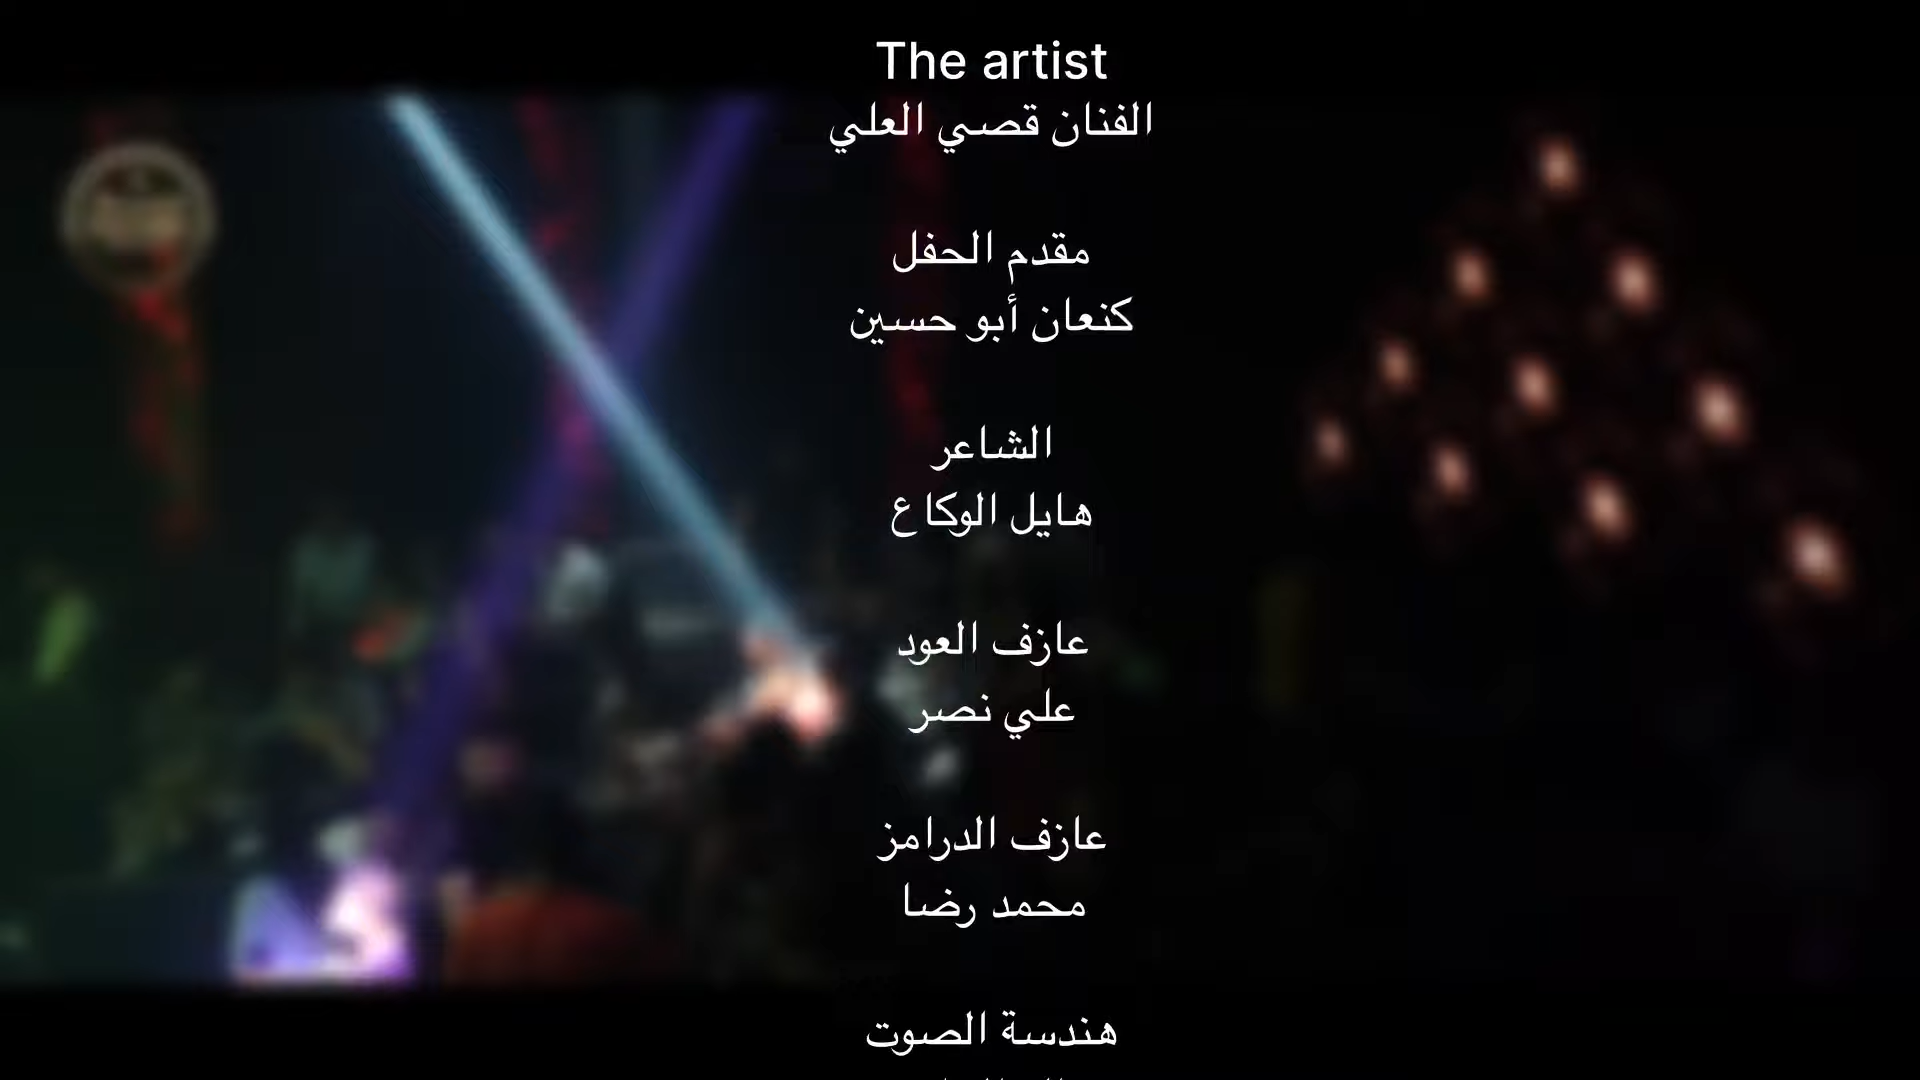 The artist
الفنان قصي العلي
مقدم الحفل
كنعان أبو حسين
الشاعر
هايل الوكاع
عازف العود
علي نصر
عازف الدرامز
محمد رضا
هندسة الصوت